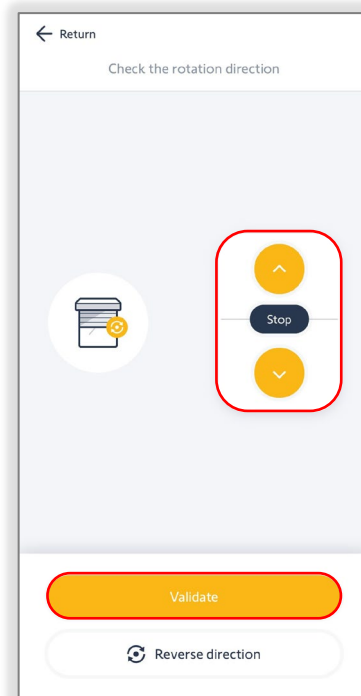 Return
Check the rotation direction
Stop
Validate
Reverse direction